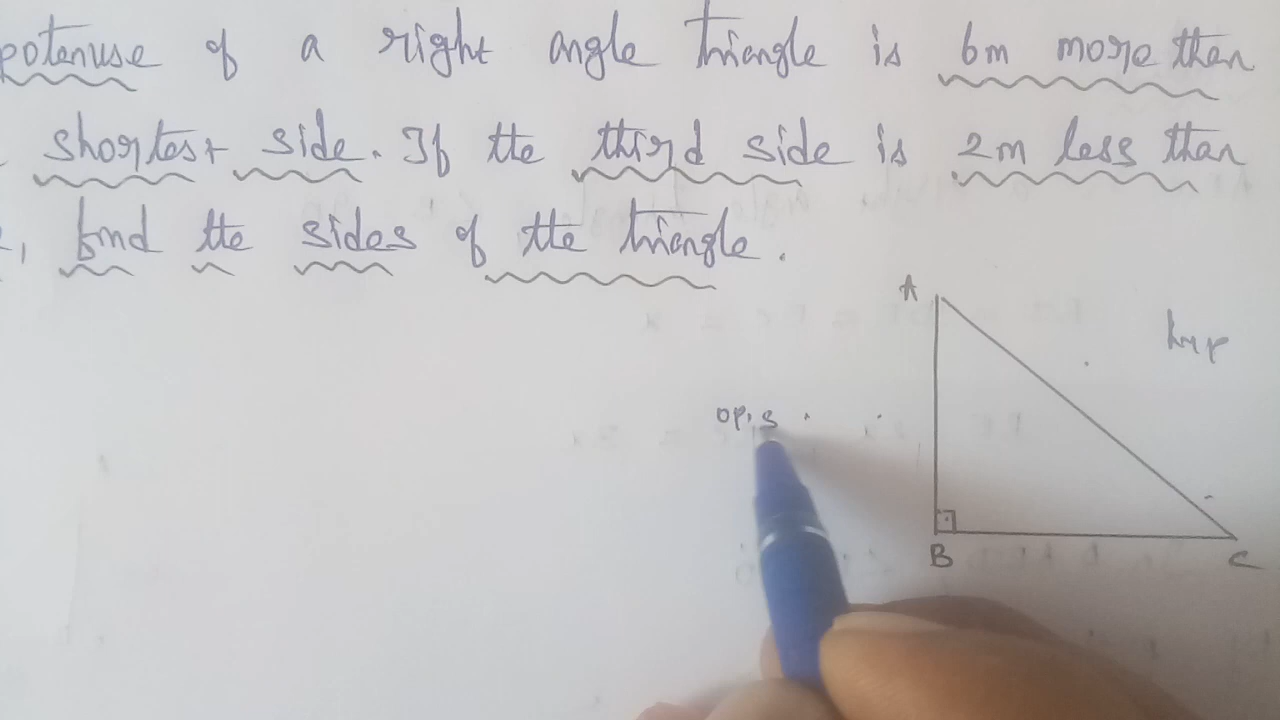 potenuse of a right angle triangle is 6m more than
shortest side. If the third side is 2m less than
, find the sides of the triangle.
A
hyp
op.s
B
C